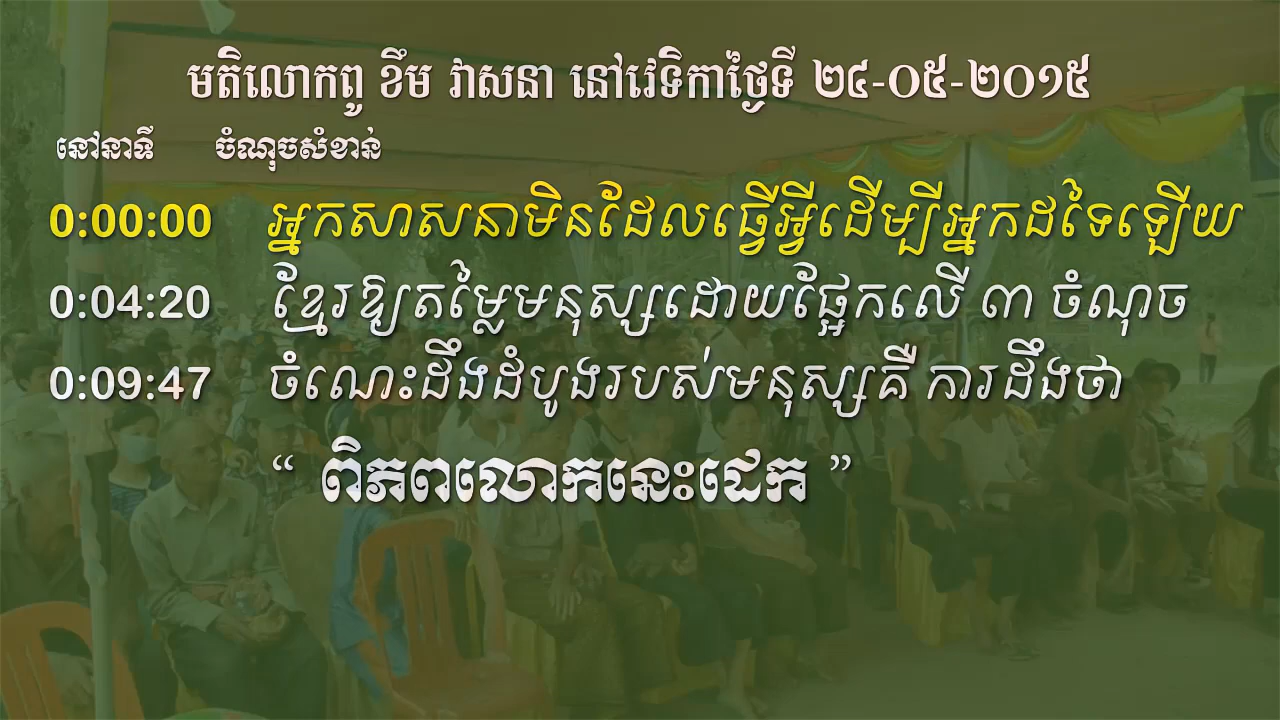 មតិលោកពូ ខឹម វាសនា នៅវេទិកាថ្ងៃទី ២៤-០៥-២០១៥
នៅនាទី ចំណុចសំខាន់
0:00:00 អ្នកសាសនាមិនដែលធ្វើអ្វីដើម្បីអ្នកដទៃឡើយ
0:04:20 ខ្មែរឱ្យតម្លៃមនុស្សដោយផ្អែកលើ ៣ ចំណុច
0:09:47 ចំណេះដឹងដំបូងរបស់មនុស្សគឺ ការដឹងថា
“ ពិភពលោកនេះដេក ”